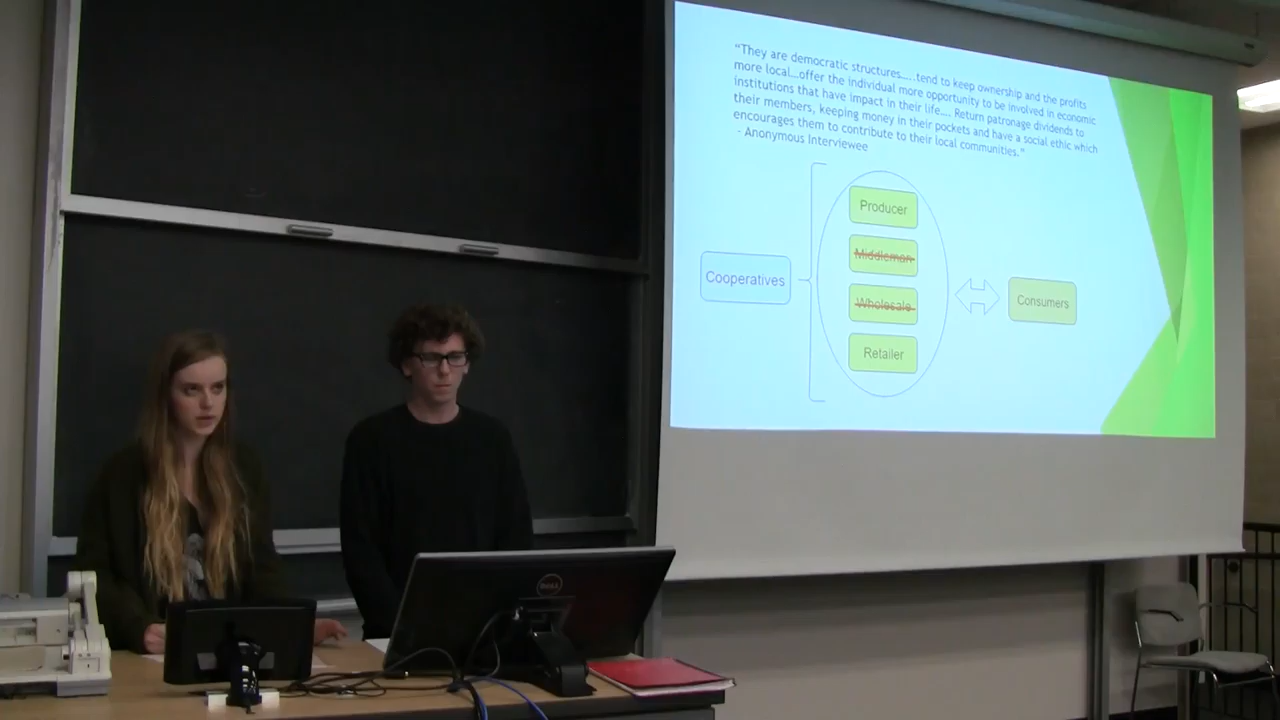 “They are democratic structures.....tend to keep ownership and the profits
more local...offer the individual more opportunity to be involved in economic
institutions that have impact in their life.... Return patronage dividends to
their members, keeping money in their pockets and have a social ethic which
encourages them to contribute to their local communities.”
- Anonymous Interviewee
Producer
Middleman
Cooperatives
Wholesale
Consumers
Retailer
DELL